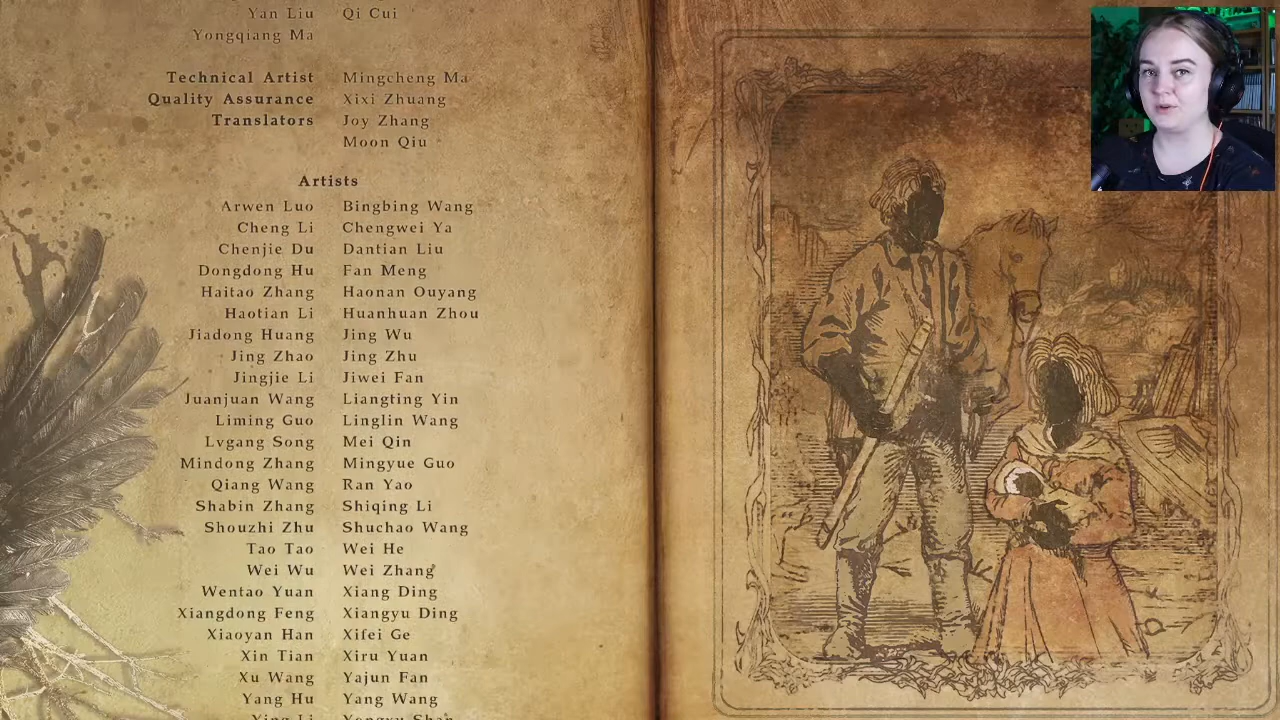 Yan Liu Qi Cui
Yongqiang Ma
Technical Artist Mingcheng Ma
Quality Assurance Xixi Zhuang
Translators Joy Zhang
Moon Qiu
Artists
Arwen Luo Bingbing Wang
Cheng Li Chengwei Ya
Chenjie Du Dantian Liu
Dongdong Hu Fan Meng
Haitao Zhang Haonan Ouyang
Haotian Li Huanhuan Zhou
Jiadong Huang Jing Wu
Jing Zhao Jing Zhu
Jingjie Li Jiwei Fan
Juanjuan Wang Liangting Yin
Liming Guo Linglin Wang
Lvgang Song Mei Qin
Mindong Zhang Mingyue Guo
Qiang Wang Ran Yao
Shabin Zhang Shiqing Li
Shouzhi Zhu Shuchao Wang
Tao Tao Wei He
Wei Wu Wei Zhang
Wentao Yuan Xiang Ding
Xiangdong Feng Xiangyu Ding
Xiaoyan Han Xifei Ge
Xin Tian Xiru Yuan
Xu Wang Yajun Fan
Yang Hu Yang Wang